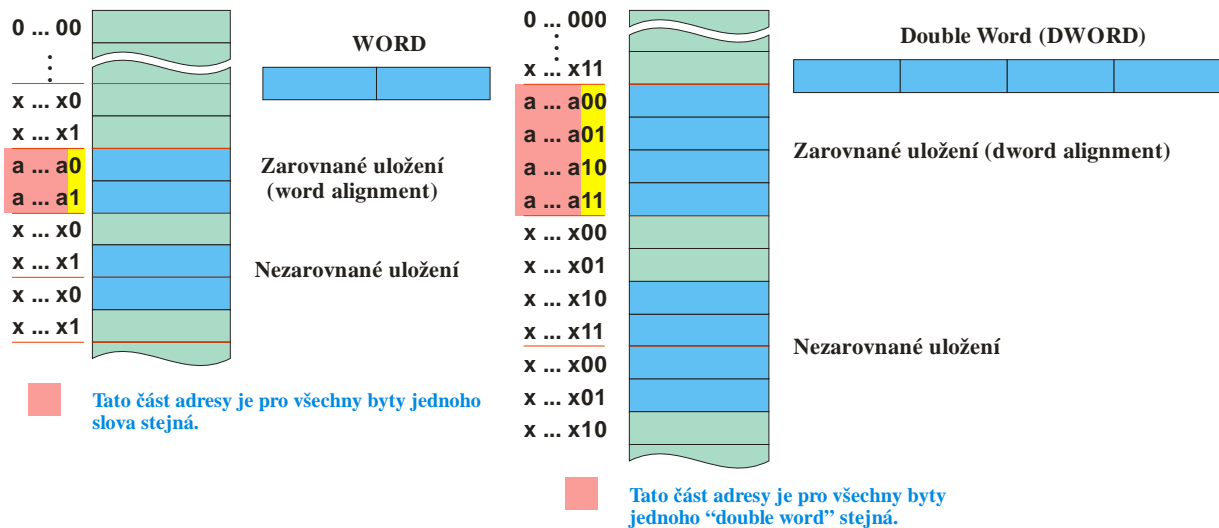 0 ... 00
WORD
x ... x0
x ... x1
a ... a0
a ... a1
x ... x0
x ... x1
x ... x0
x ... x1
Zarovnané uložení
(word alignment)
Nezarovnané uložení
Tato část adresy je pro všechny byty jednoho
slova stejná.
0 ... 000
Double Word (DWORD)
x ... x11
a ... a00
a ... a01
a ... a10
a ... a11
x ... x00
x ... x01
x ... x10
x ... x11
x ... x00
x ... x01
x ... x10
Zarovnané uložení (dword alignment)
Nezarovnané uložení
Tato část adresy je pro všechny byty
jednoho “double word” stejná.